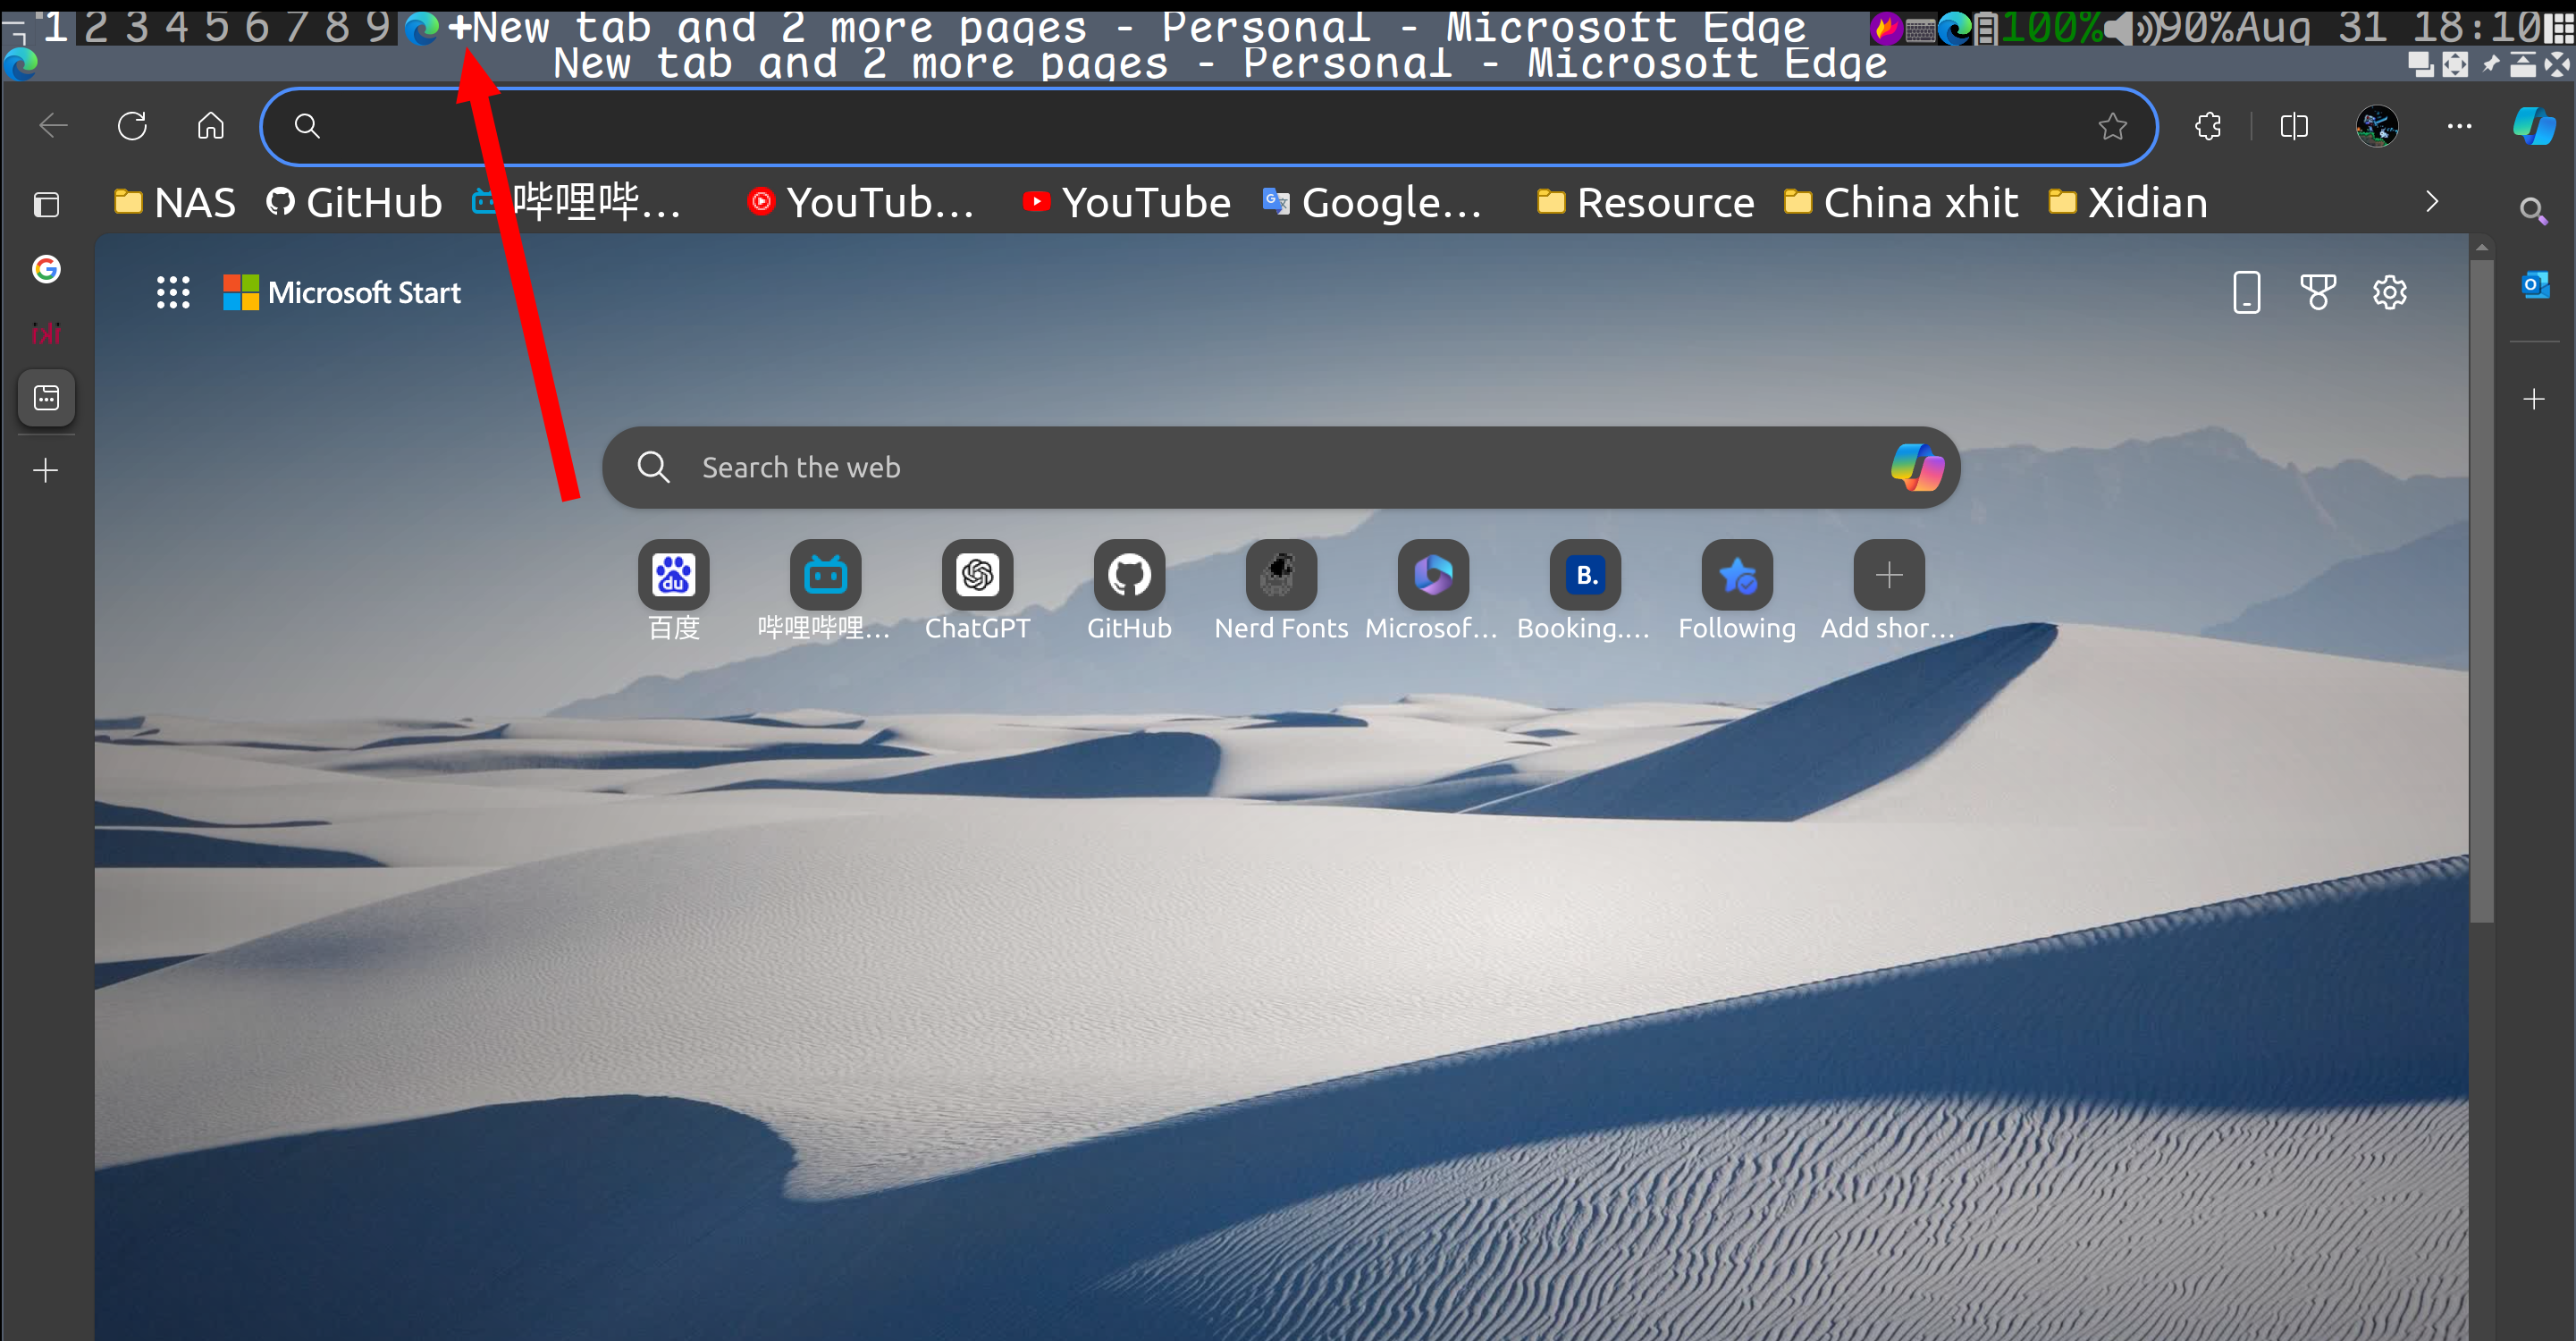 1 2 3 4 5 6 7 8 9 +New tab and 2 more pages - Personal - Microsoft Edge 100% 90% Aug 31 18:10
New tab and 2 more pages - Personal - Microsoft Edge
NAS GitHub 哔哩哔… YouTub… YouTube Google… Resource China xhit Xidian
Microsoft Start
Search the web
百度 哔哩哔哩… ChatGPT GitHub Nerd Fonts Microsof… Booking.… Following Add shor…